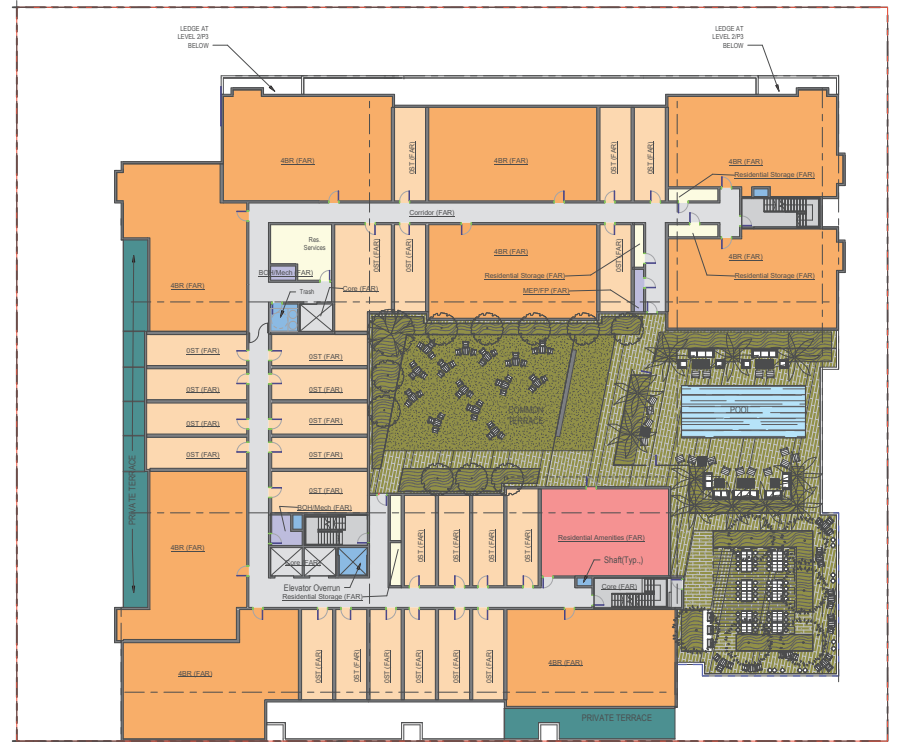 LEDGE AT
LEVEL 2/P3
BELOW
LEDGE AT
LEVEL 2/P3
BELOW
4BR (FAR)
0ST (FAR)
4BR (FAR)
0ST (FAR)
0ST (FAR)
4BR (FAR)
Residential Storage (FAR)
Corridor (FAR)
Res.
Services
0ST (FAR)
0ST (FAR)
4BR (FAR)
0ST (FAR)
4BR (FAR)
BOH/Mech (FAR)
Residential Storage (FAR)
Residential Storage (FAR)
4BR (FAR)
Trash
Core (FAR)
MEP/FP (FAR)
0ST (FAR)
0ST (FAR)
0ST (FAR)
0ST (FAR)
COMMON
TERRACE
POOL
0ST (FAR)
0ST (FAR)
0ST (FAR)
0ST (FAR)
0ST (FAR)
PRIVATE TERRACE
BOH/Mech (FAR)
4BR (FAR)
0ST (FAR)
0ST (FAR)
0ST (FAR)
0ST (FAR)
Residential Amenities (FAR)
Core (FAR)
Shaft(Typ.,)
Elevator Overrun
Core (FAR)
Residential Storage (FAR)
4BR (FAR)
0ST (FAR)
0ST (FAR)
0ST (FAR)
0ST (FAR)
0ST (FAR)
0ST (FAR)
4BR (FAR)
PRIVATE TERRACE